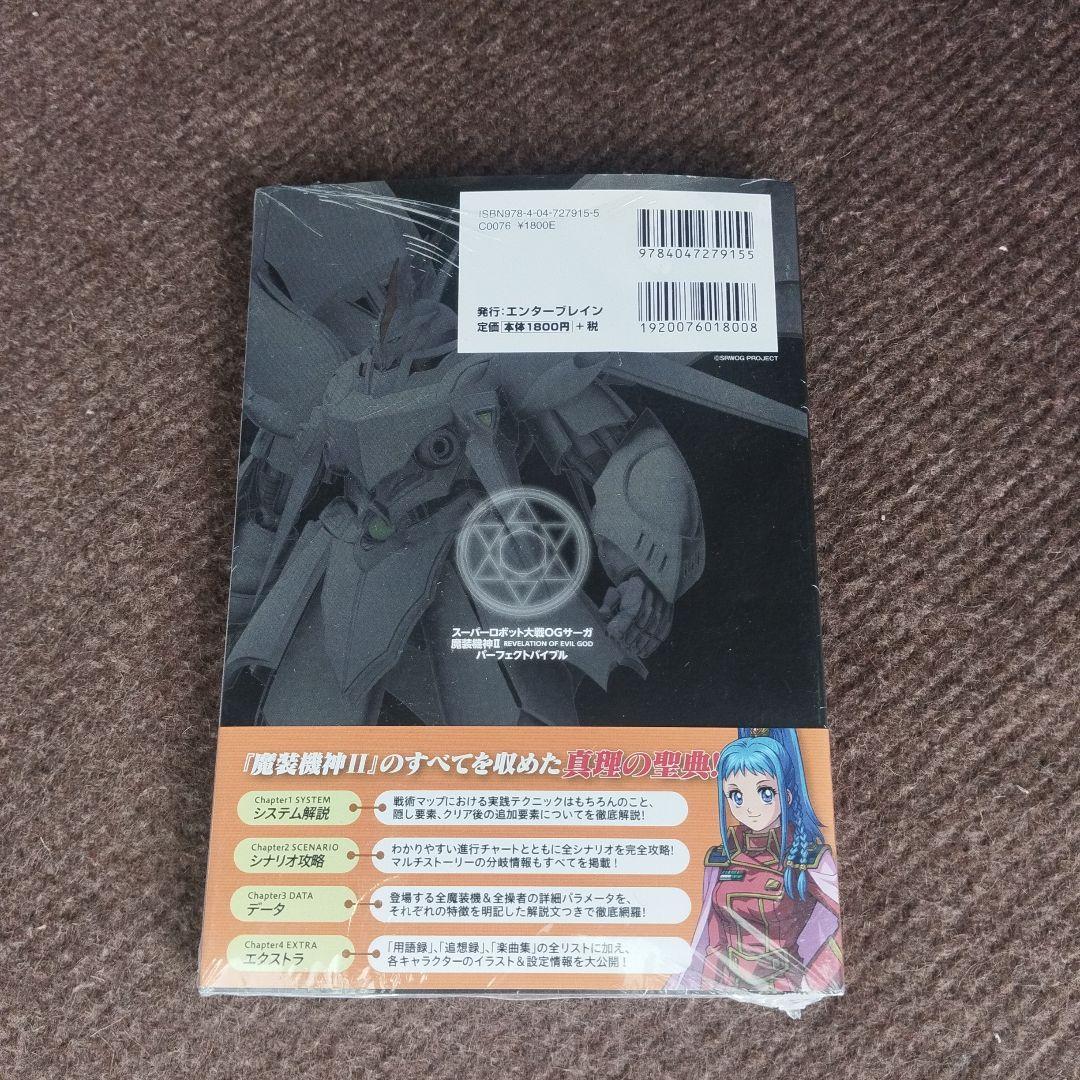 ISBN978-4-04-727915-5
C0076 ¥1800E
9784047279155
発行：エンターブレイン
定価 本体1800円 +税
1920076018008
©SRWOG PROJECT
スーパーロボット大戦OGサーガ
魔装機神II REVELATION OF EVIL GOD
パーフェクトバイブル
『魔装機神II』のすべてを収めた真理の聖典!
Chapter1 SYSTEM
システム解説
戦術マップにおける実践テクニックはもちろんのこと、
隠し要素、クリア後の追加要素についてを徹底解説!
Chapter2 SCENARIO
シナリオ攻略
わかりやすい進行チャートとともに全シナリオを完全攻略!
マルチストーリーの分岐情報もすべてを掲載!
Chapter3 DATA
データ
登場する全魔装機＆全操者の詳細パラメータを、
それぞれの特徴を明記した解説文つきで徹底網羅!
Chapter4 EXTRA
エクストラ
「用語録」、「追想録」、「楽曲集」の全リストに加え、
各キャラクターのイラスト＆設定情報を大公開!